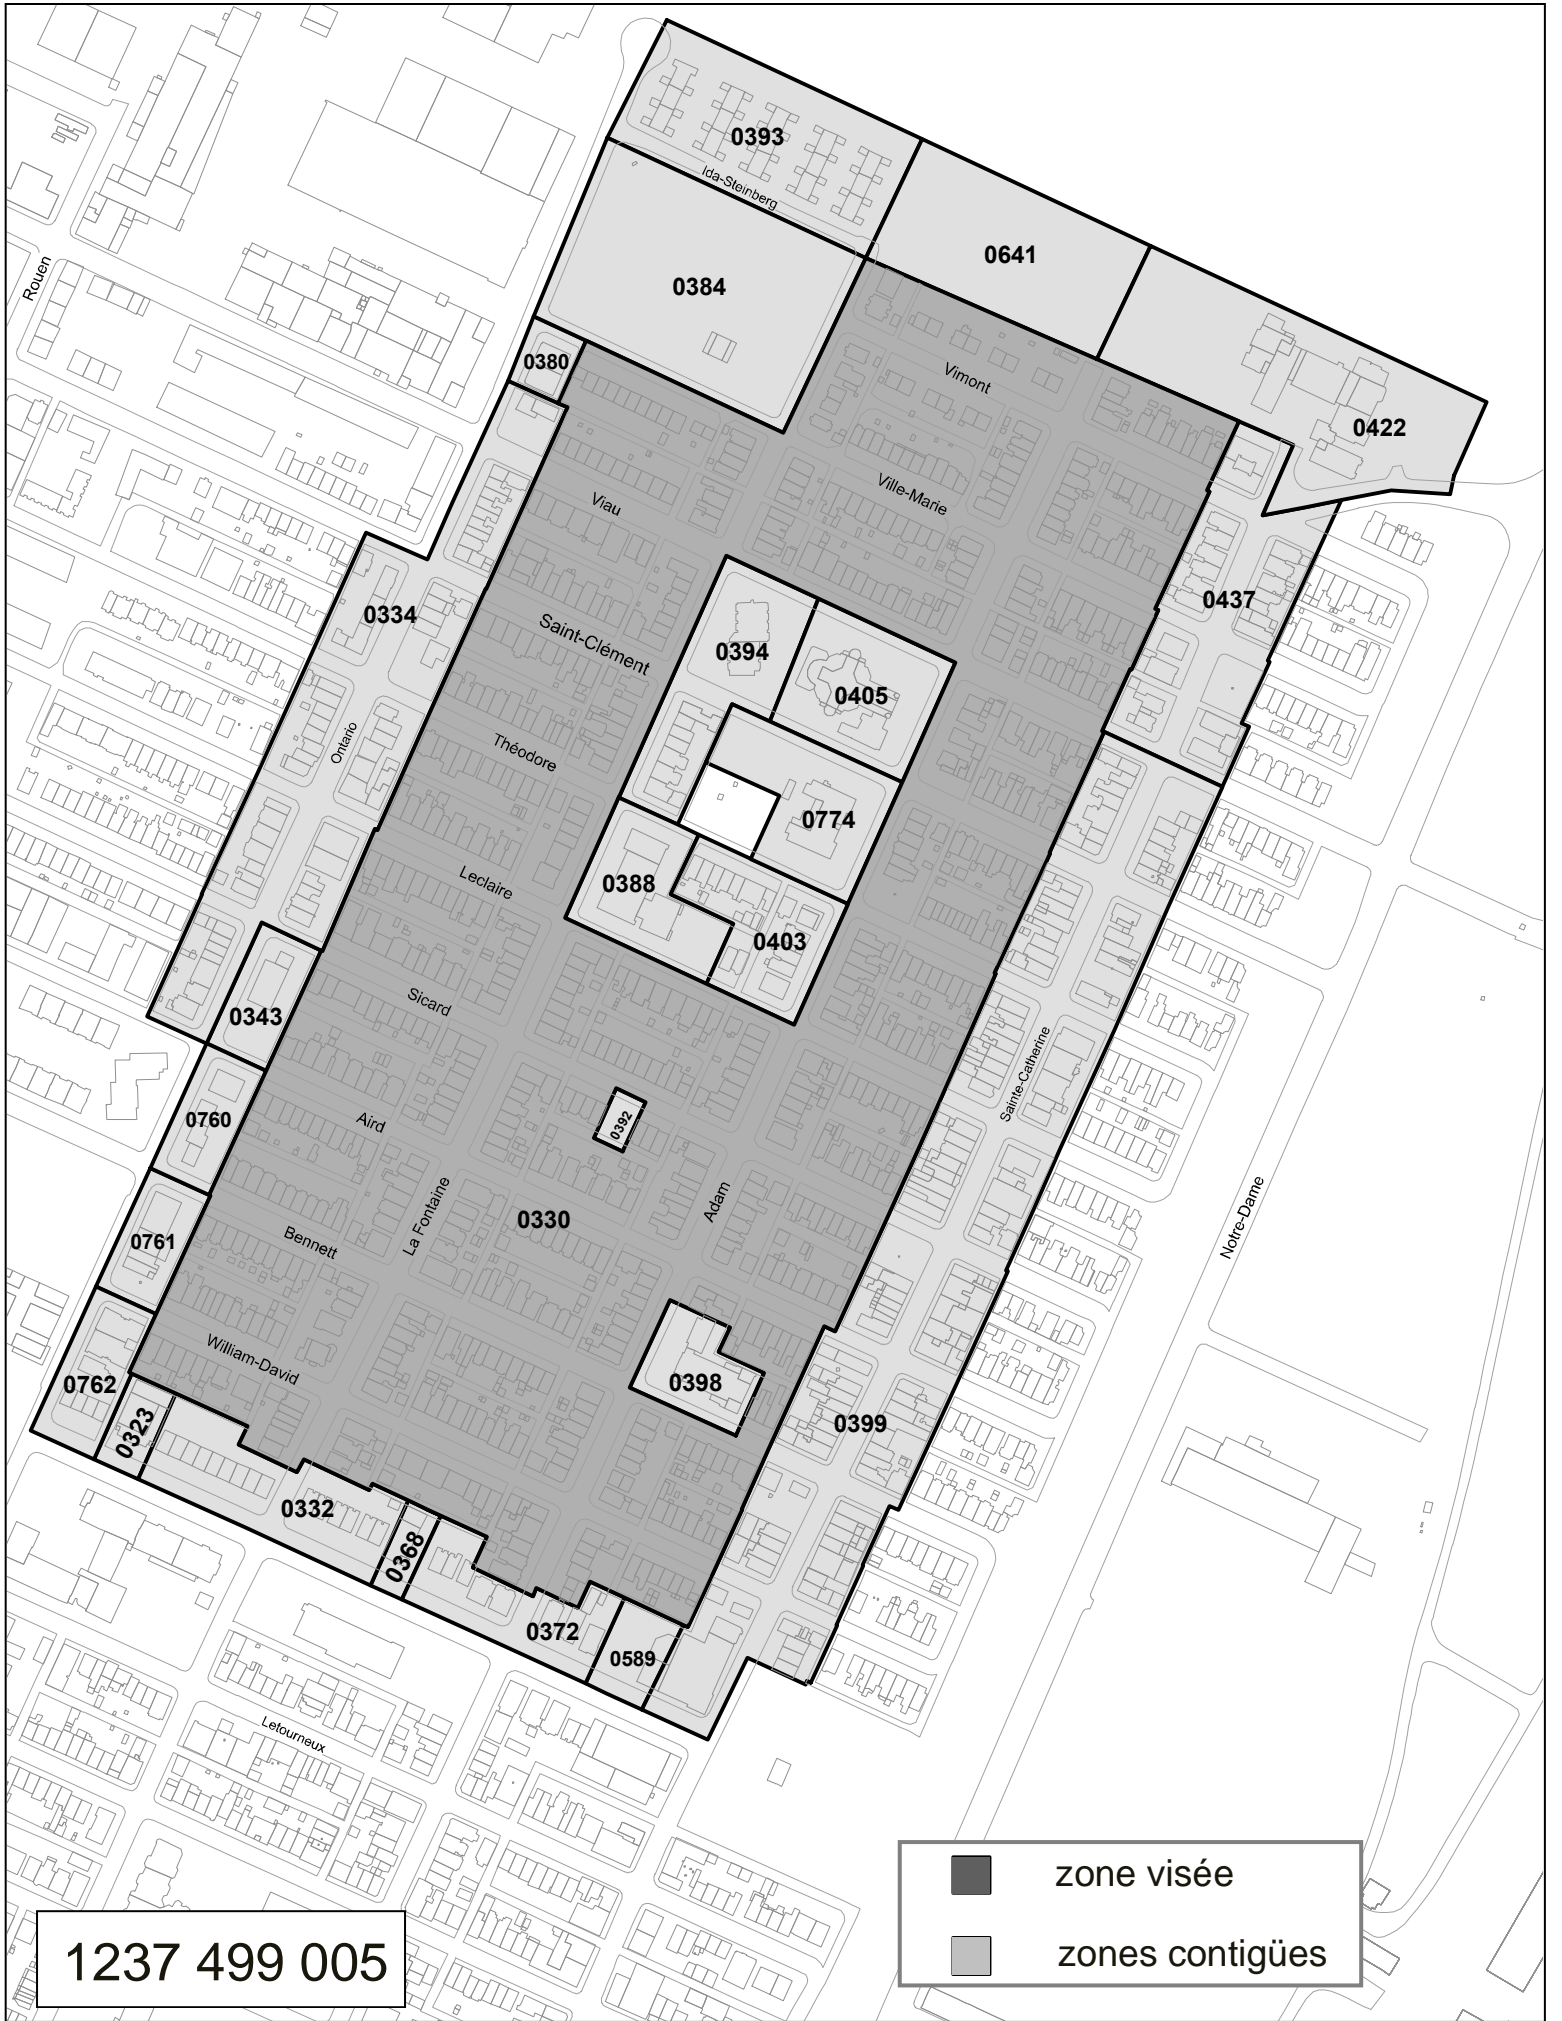 0393
Ida-Steinberg
0641
0384
Rouen
0380
Vimont
0422
Viau
Ville-Marie
0334
0437
Saint-Clément
0394
0405
Ontario
Théodore
0774
Leclaire
0388
0403
Sicard
0343
Sainte-Catherine
0760
Aird
0392
Adam
La Fontaine
0330
Notre-Dame
0761
Bennett
William-David
0762
0398
0323
0399
0332
0368
0372
0589
Letourneux
zone visée
zones contigües
1237 499 005